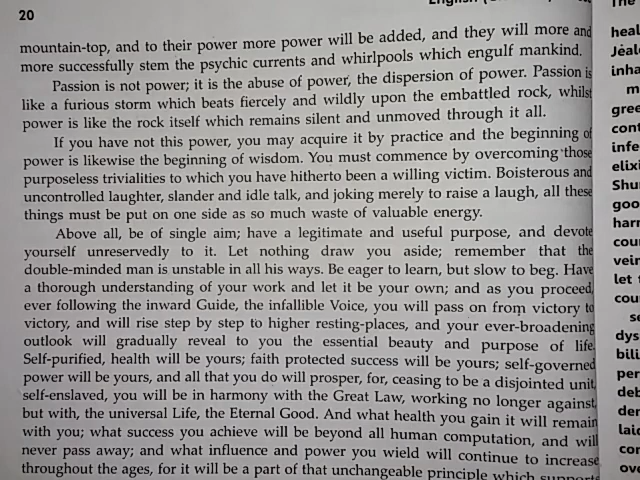 20
English
The
mountain-top, and to their power more power will be added, and they will more and
more successfully stem the psychic currents and whirlpools which engulf mankind.
Passion is not power; it is the abuse of power, the dispersion of power. Passion is
like a furious storm which beats fiercely and wildly upon the embattled rock, whilst
power is like the rock itself which remains silent and unmoved through it all.
If you have not this power, you may acquire it by practice and the beginning of
power is likewise the beginning of wisdom. You must commence by overcoming those
purposeless trivialities to which you have hitherto been a willing victim. Boisterous and
uncontrolled laughter, slander and idle talk, and joking merely to raise a laugh, all these
things must be put on one side as so much waste of valuable energy.
Above all, be of single aim; have a legitimate and useful purpose, and devote
yourself unreservedly to it. Let nothing draw you aside; remember that the
double-minded man is unstable in all his ways. Be eager to learn, but slow to beg. Have
a thorough understanding of your work and let it be your own; and as you proceed,
ever following the inward Guide, the infallible Voice, you will pass on from victory to
victory, and will rise step by step to higher resting-places, and your ever-broadening
outlook will gradually reveal to you the essential beauty and purpose of life.
Self-purified, health will be yours; faith protected success will be yours; self-governed
power will be yours, and all that you do will prosper, for, ceasing to be a disjointed unit,
self-enslaved, you will be in harmony with the Great Law, working no longer against,
but with, the universal Life, the Eternal Good. And what health you gain it will remain
with you; what success you achieve will be beyond all human computation, and will
never pass away; and what influence and power you wield will continue to increase
throughout the ages, for it will be a part of that unchangeable principle which supports
heal
Jeal
inha
m
gree
cont
infe
elixi
Shu
goo
harr
cour
vein
let
cou
se
dys
bili
per
deb
der
laid
cor
ove